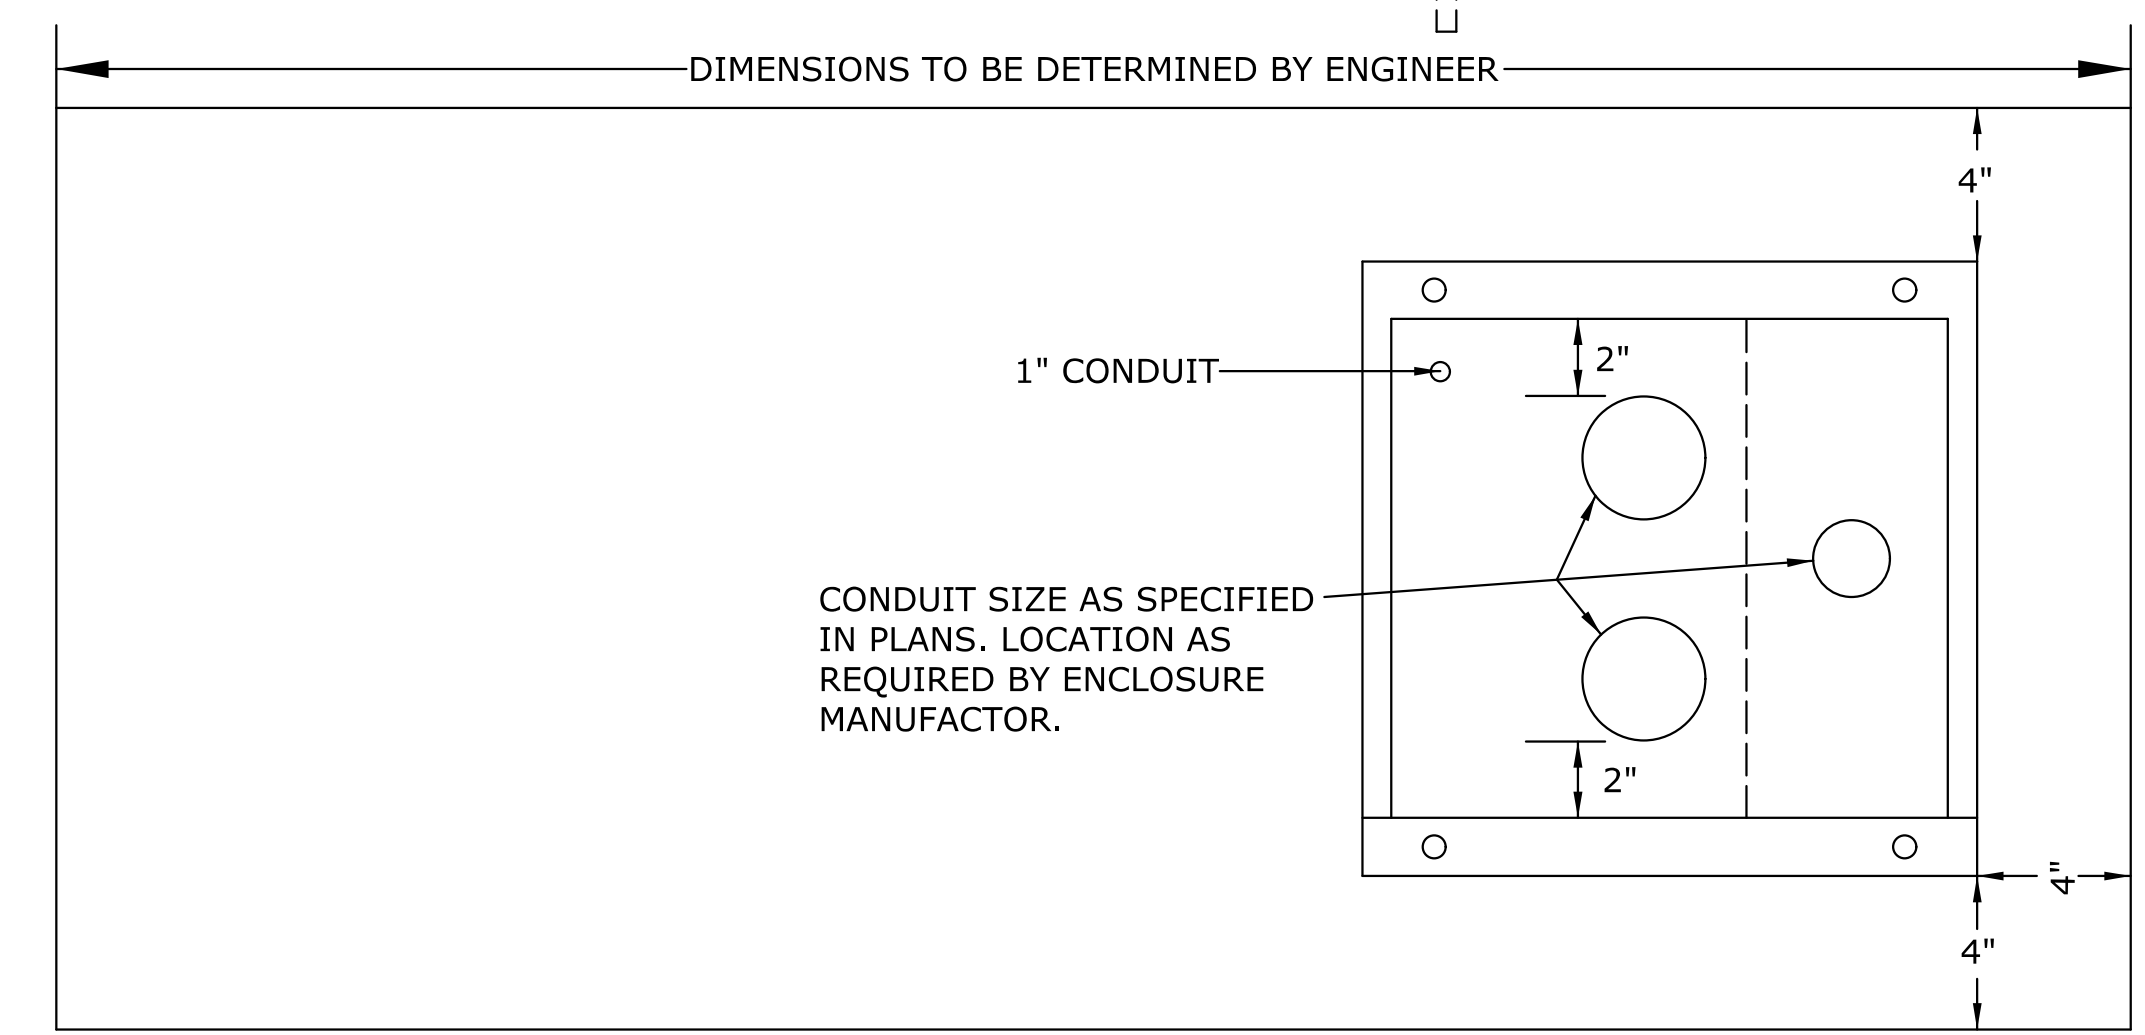 DIMENSIONS TO BE DETERMINED BY ENGINEER
4"
2"
1" CONDUIT
CONDUIT SIZE AS SPECIFIED
IN PLANS. LOCATION AS
REQUIRED BY ENCLOSURE
MANUFACTOR.
2"
4"
4"